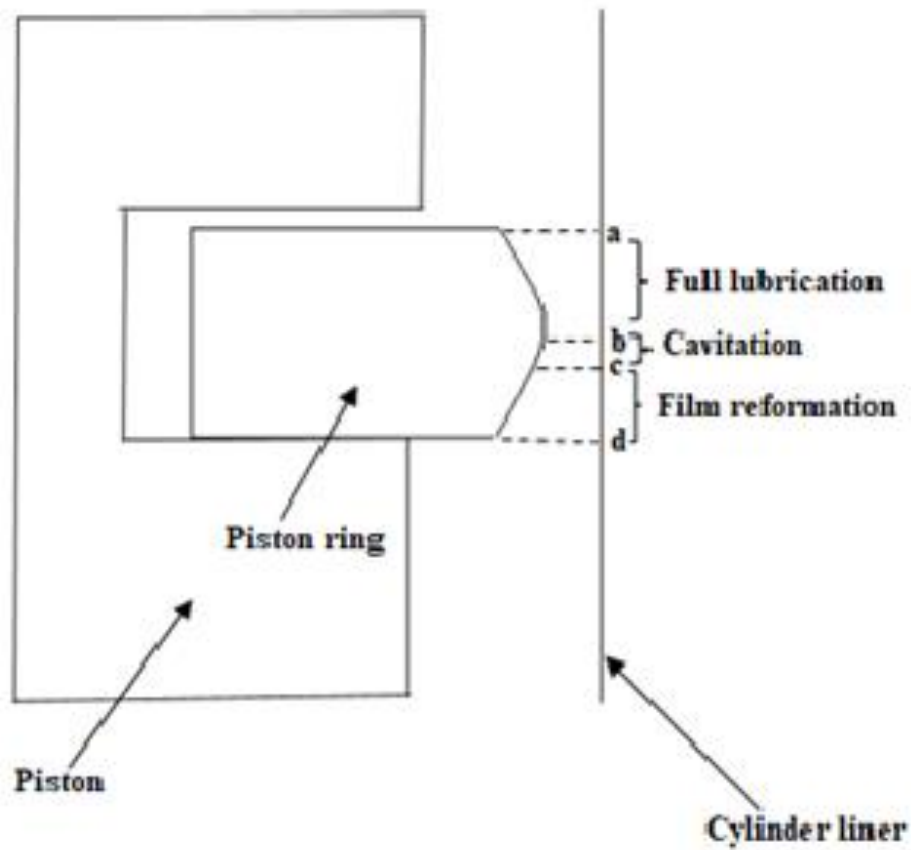 a
Full lubrication
b
Cavitation
c
Film reformation
d
Piston ring
Piston
Cylinder liner